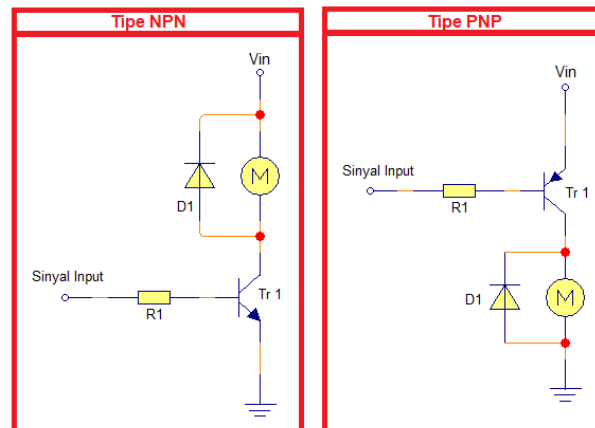 Tipe NPN
Vin
M
D1
Sinyal Input
Tr 1
R1
Tipe PNP
Vin
Sinyal Input
Tr 1
R1
D1
M